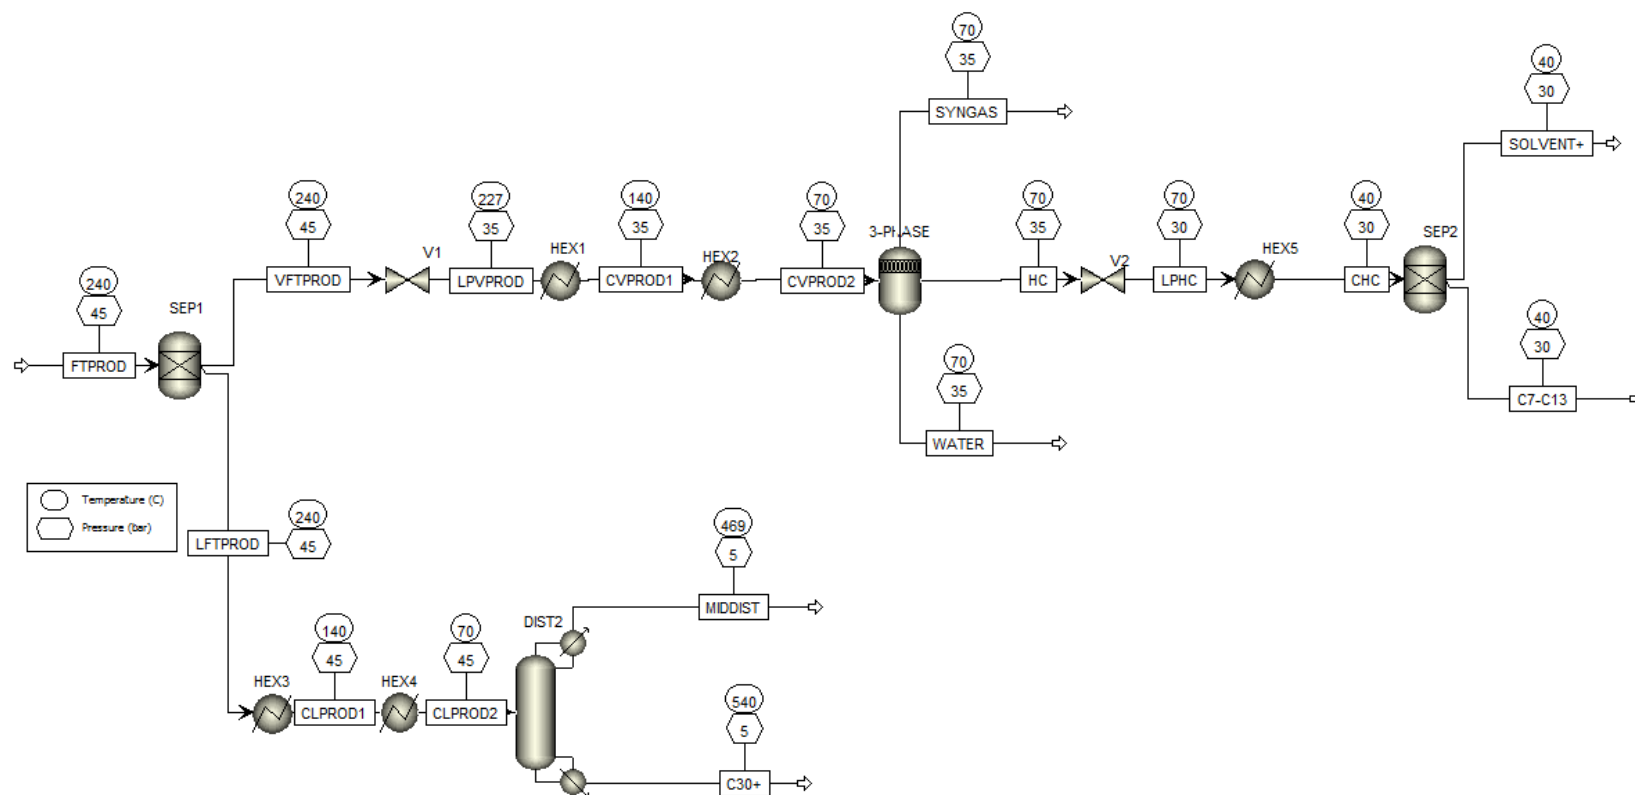 70
35
SYNGAS
40
30
SOLVENT+
240
45
VFTPROD
V1
227
35
LPVPROD
HEX1
140
35
CVPROD1
HEX2
70
35
CVPROD2
3-PHASE
70
35
HC
V2
70
30
LPHC
HEX5
40
30
CHC
SEP2
240
45
FTPROD
SEP1
40
30
C7-C13
70
35
WATER
Temperature (C)
Pressure (bar)
240
45
LFTPROD
469
5
MIDDIST
DIST2
HEX3
140
45
CLPROD1
HEX4
70
45
CLPROD2
540
5
C30+